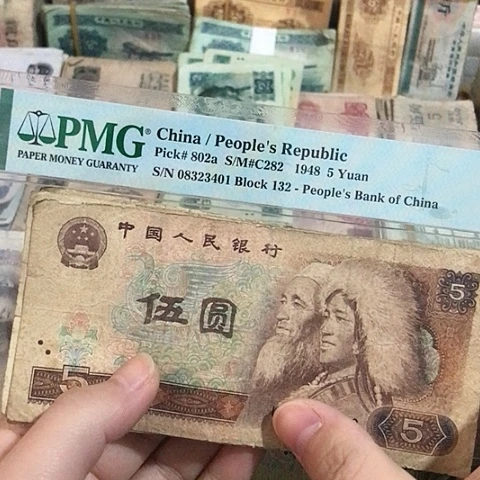 PMG®
PAPER MONEY GUARANTY
China / People's Republic
Pick# 802a S/M#C282 1948 5 Yuan
S/N 08323401 Block 132 - People's Bank of China
中国人民银行
伍圆
5
5
5